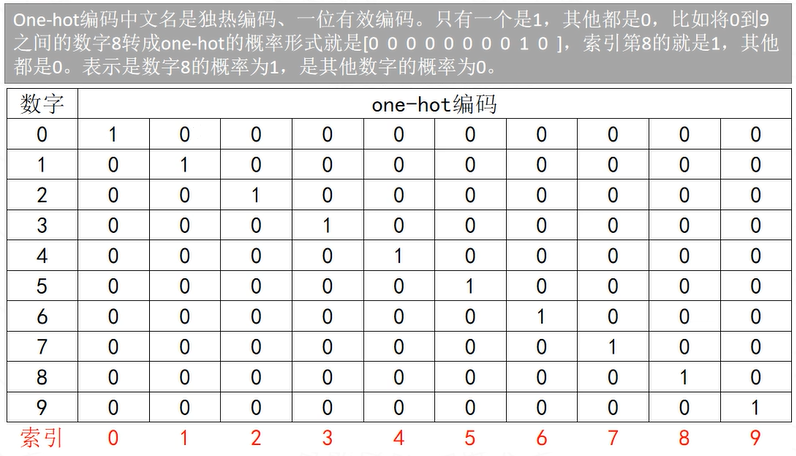 One-hot编码中文名是独热编码、一位有效编码。只有一个是1，其他都是0，比如将0到9
之间的数字8转成one-hot的概率形式就是[0 0 0 0 0 0 0 0 1 0 ]，索引第8的就是1，其他
都是0。表示是数字8的概率为1，是其他数字的概率为0。
数字 one-hot编码
0 1 0 0 0 0 0 0 0 0 0
1 0 1 0 0 0 0 0 0 0 0
2 0 0 1 0 0 0 0 0 0 0
3 0 0 0 1 0 0 0 0 0 0
4 0 0 0 0 1 0 0 0 0 0
5 0 0 0 0 0 1 0 0 0 0
6 0 0 0 0 0 0 1 0 0 0
7 0 0 0 0 0 0 0 1 0 0
8 0 0 0 0 0 0 0 0 1 0
9 0 0 0 0 0 0 0 0 0 1
索引 0 1 2 3 4 5 6 7 8 9